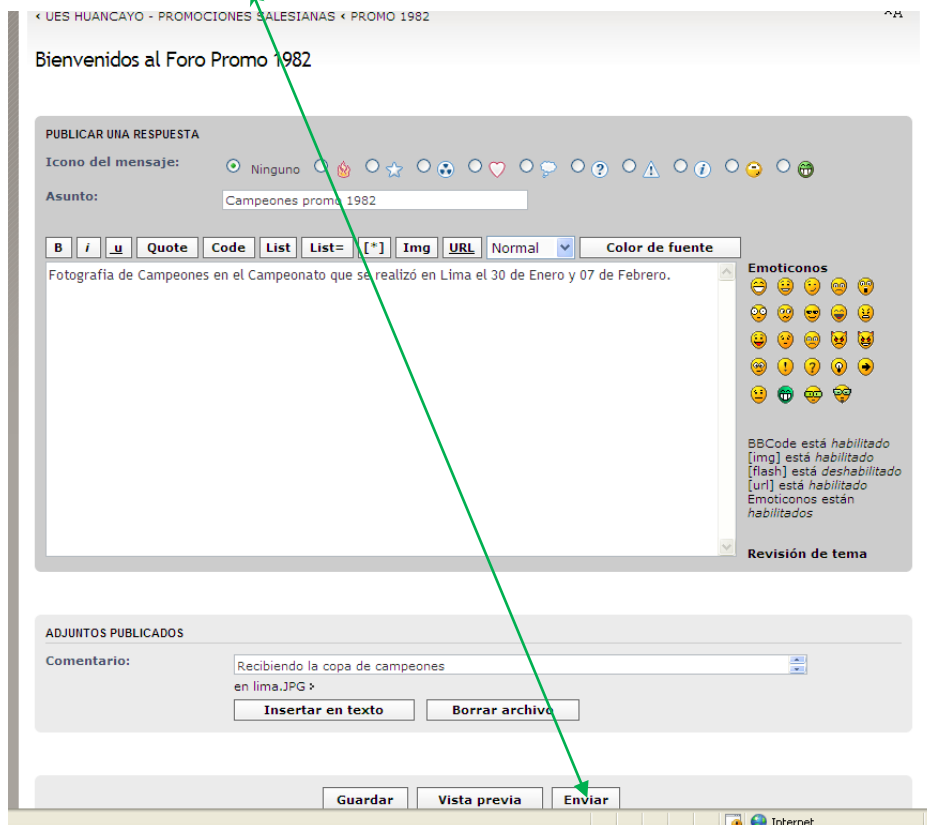 ‹ UES HUANCAYO - PROMOCIONES SALESIANAS ‹ PROMO 1982
Bienvenidos al Foro Promo 1982
PUBLICAR UNA RESPUESTA
Icono del mensaje: Ninguno
Asunto: Campeones promo 1982
B i u Quote Code List List= [*] Img URL Normal Color de fuente
Fotografia de Campeones en el Campeonato que se realizó en Lima el 30 de Enero y 07 de Febrero.
Emoticonos
BBCode está habilitado
[img] está habilitado
[flash] está deshabilitado
[url] está habilitado
Emoticonos están
habilitados
Revisión de tema
ADJUNTOS PUBLICADOS
Comentario: Recibiendo la copa de campeones
en lima.JPG
Insertar en texto Borrar archivo
Guardar Vista previa Enviar
Internet